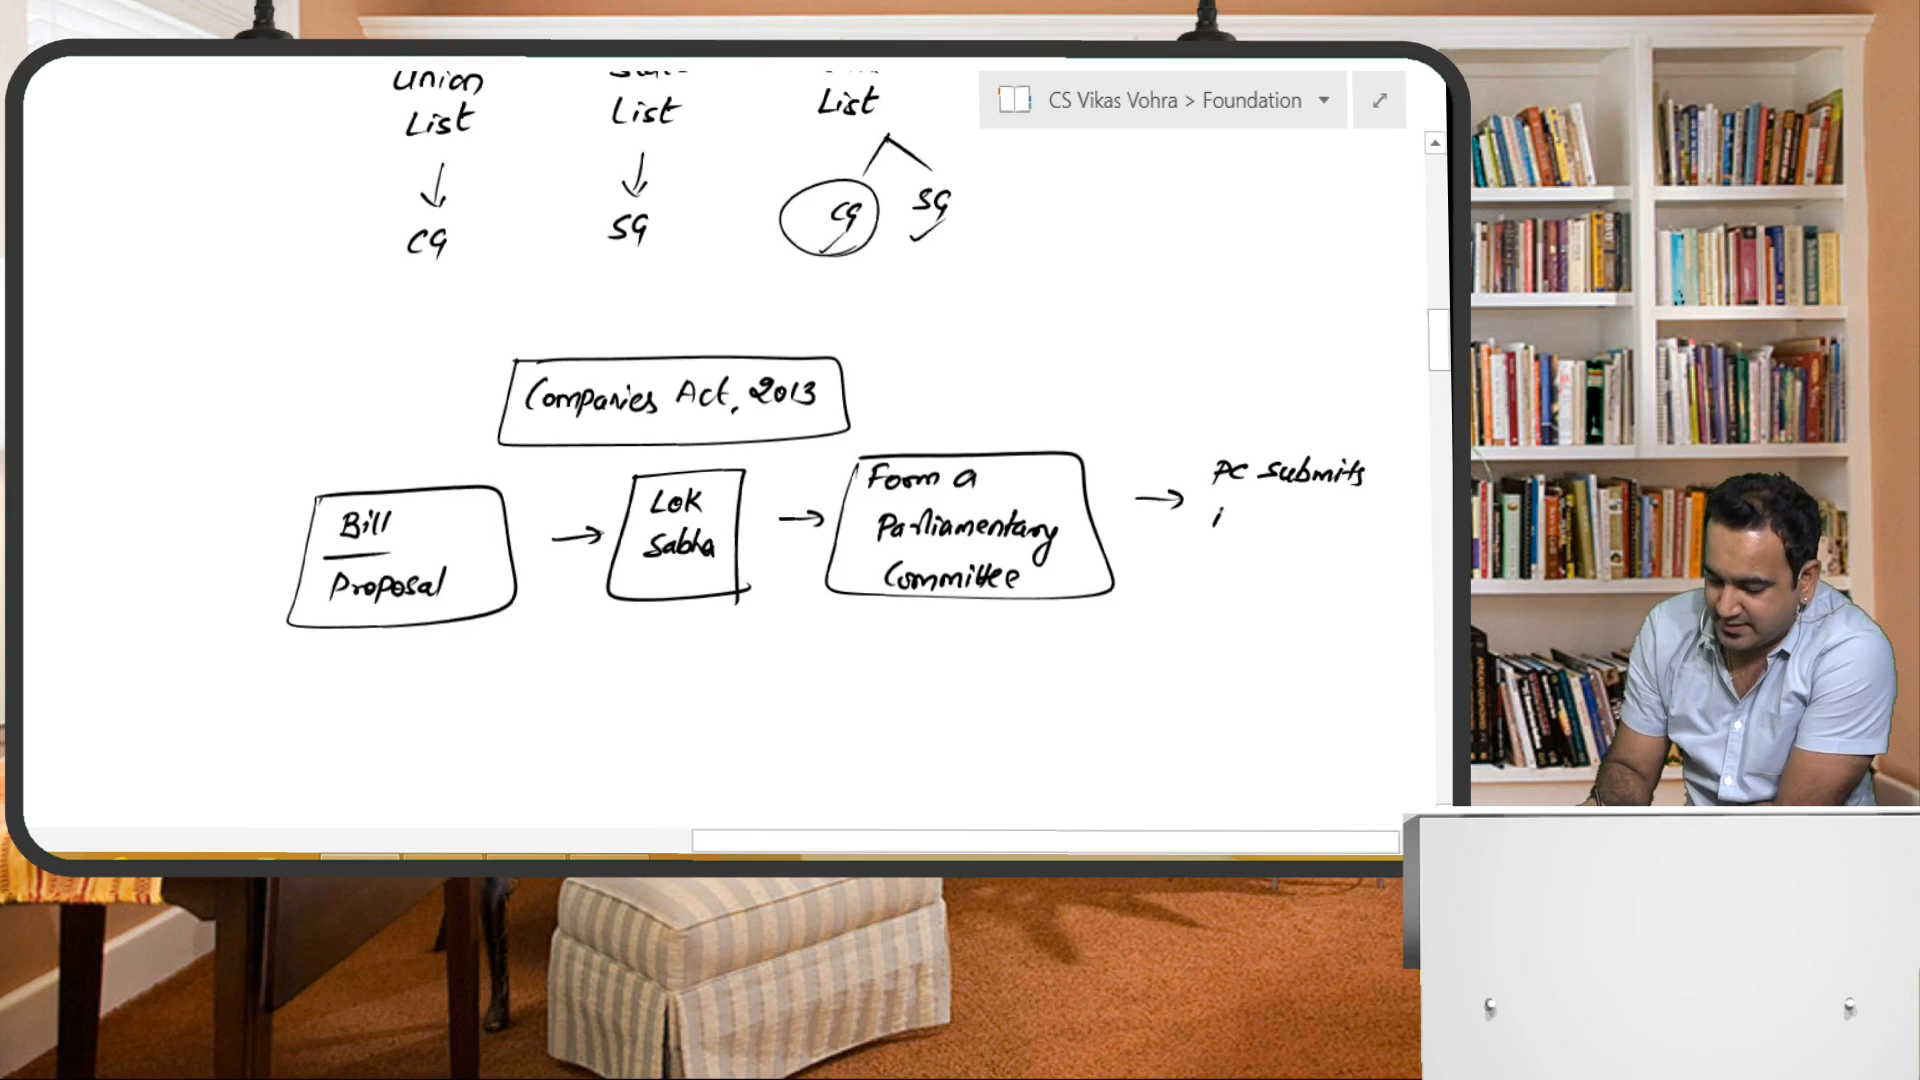 Union
List
List
CG
SG
CG
SG
CS Vikas Vohra > Foundation
List
Companies Act, 2013
Bill
Proposal
Lok
Sabha
Form a
Parliamentary
Committee
PC submits
i